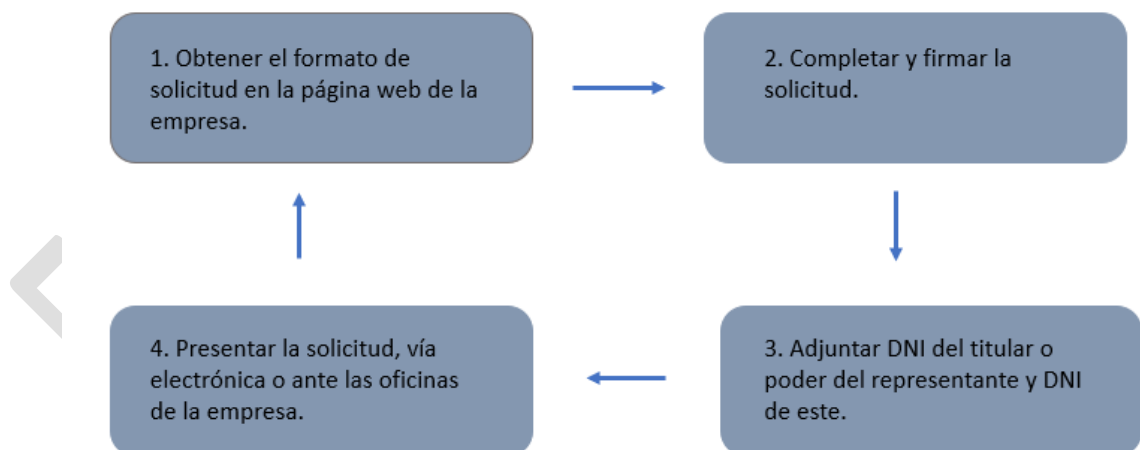 1. Obtener el formato de
solicitud en la página web de la
empresa.
2. Completar y firmar la
solicitud.
3. Adjuntar DNI del titular o
poder del representante y DNI
de este.
4. Presentar la solicitud, vía
electrónica o ante las oficinas
de la empresa.